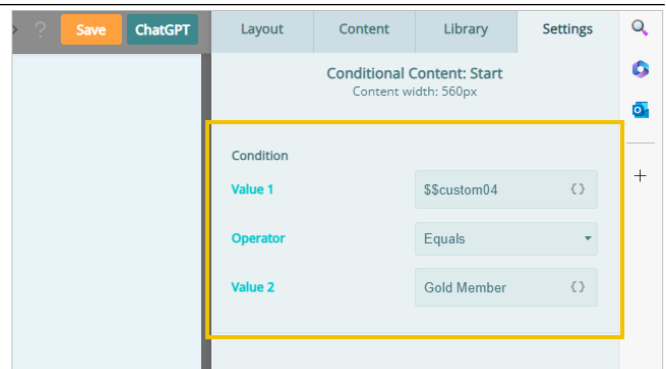 ? Save ChatGPT Layout Content Library Settings
Conditional Content: Start
Content width: 560px
Condition
Value 1 $$custom04 {}
Operator Equals
Value 2 Gold Member {}